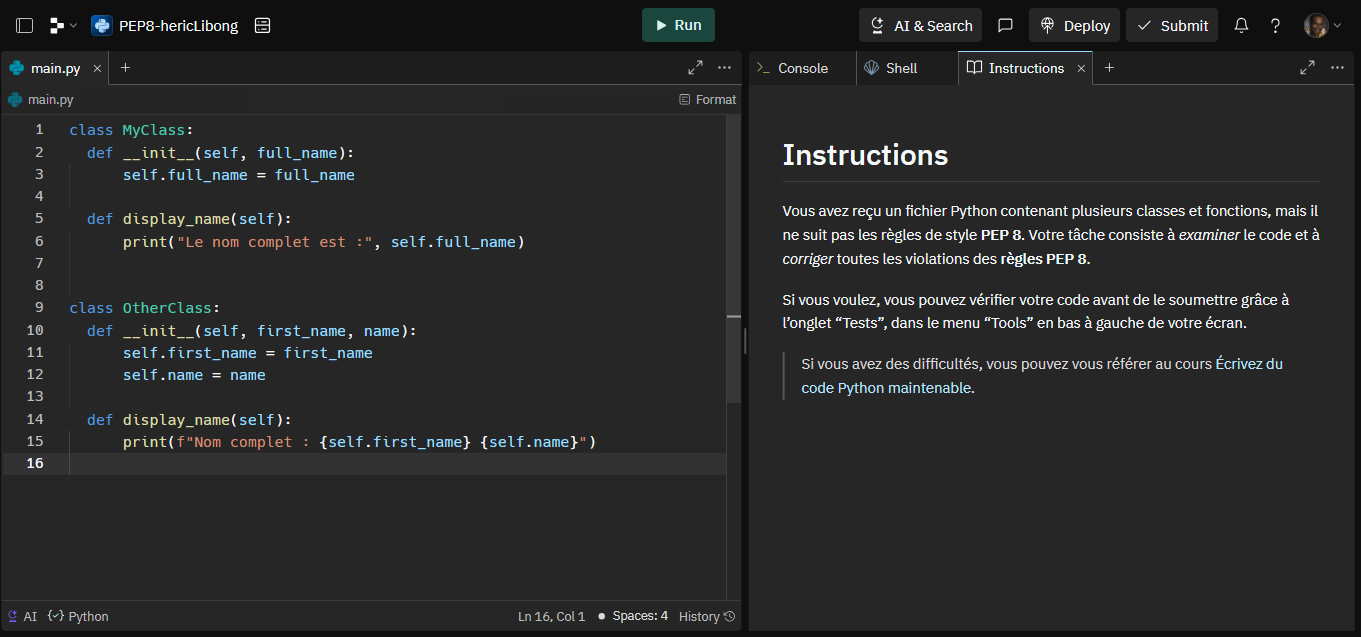 PEP8-hericLibong
Run
AI & Search
Deploy
Submit
main.py
Console
Shell
Instructions
main.py
Format
1 class MyClass:
2   def __init__(self, full_name):
3       self.full_name = full_name
4
5   def display_name(self):
6       print("Le nom complet est :", self.full_name)
7
8
9 class OtherClass:
10   def __init__(self, first_name, name):
11       self.first_name = first_name
12       self.name = name
13
14   def display_name(self):
15       print(f"Nom complet : {self.first_name} {self.name}")
16
AI
Python
Ln 16, Col 1
Spaces: 4
History
Instructions
Vous avez reçu un fichier Python contenant plusieurs classes et fonctions, mais il
ne suit pas les règles de style PEP 8. Votre tâche consiste à examiner le code et à
corriger toutes les violations des règles PEP 8.
Si vous voulez, vous pouvez vérifier votre code avant de le soumettre grâce à
l’onglet “Tests”, dans le menu “Tools” en bas à gauche de votre écran.
Si vous avez des difficultés, vous pouvez vous référer au cours Écrivez du
code Python maintenable.